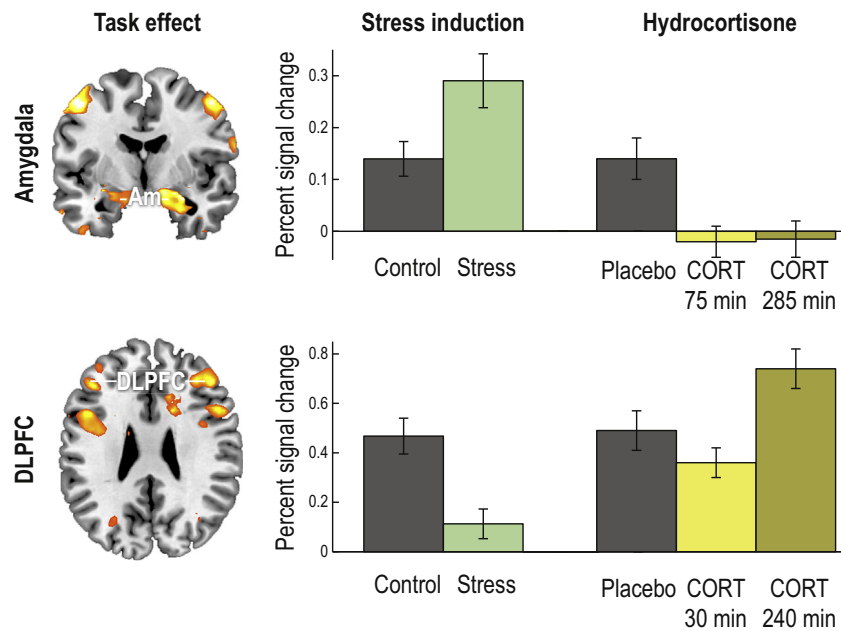 Task effect
Stress induction
Hydrocortisone
Amygdala
Am
Percent signal change
0.3
0.2
0.1
0
Control
Stress
Placebo
CORT
75 min
CORT
285 min
DLPFC
DLPFC
Percent signal change
0.8
0.6
0.4
0.2
0
Control
Stress
Placebo
CORT
30 min
CORT
240 min